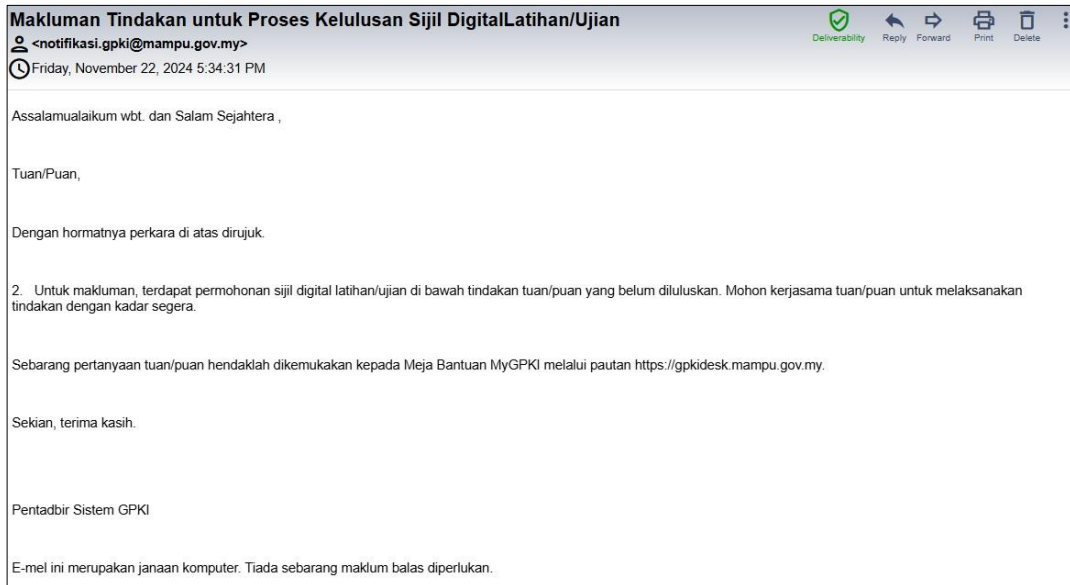 Makluman Tindakan untuk Proses Kelulusan Sijil DigitalLatihan/Ujian
<notifikasi.gpki@mampu.gov.my>
Friday, November 22, 2024 5:34:31 PM
Deliverability Reply Forward Print Delete
Assalamualaikum wbt. dan Salam Sejahtera ,
Tuan/Puan,
Dengan hormatnya perkara di atas dirujuk.
2. Untuk makluman, terdapat permohonan sijil digital latihan/ujian di bawah tindakan tuan/puan yang belum diluluskan. Mohon kerjasama tuan/puan untuk melaksanakan
tindakan dengan kadar segera.
Sebarang pertanyaan tuan/puan hendaklah dikemukakan kepada Meja Bantuan MyGPKI melalui pautan https://gpkidesk.mampu.gov.my.
Sekian, terima kasih.
Pentadbir Sistem GPKI
E-mel ini merupakan janaan komputer. Tiada sebarang maklum balas diperlukan.